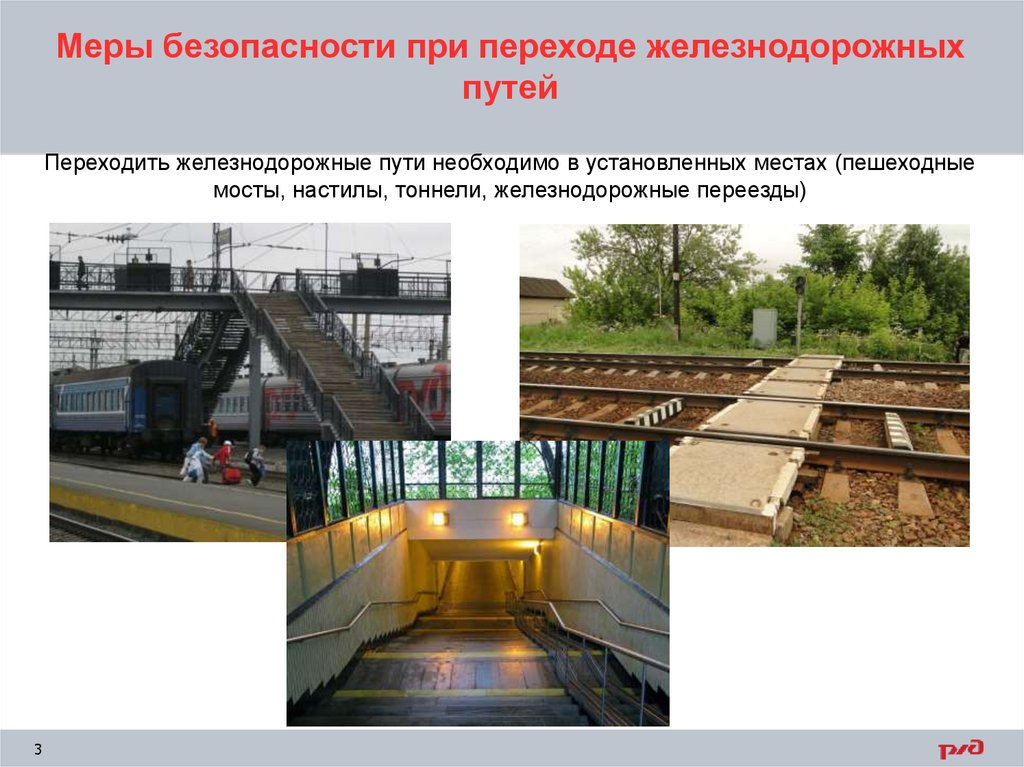 Меры безопасности при переходе железнодорожных
путей
Переходить железнодорожные пути необходимо в установленных местах (пешеходные
мосты, настилы, тоннели, железнодорожные переезды)
3
ржд